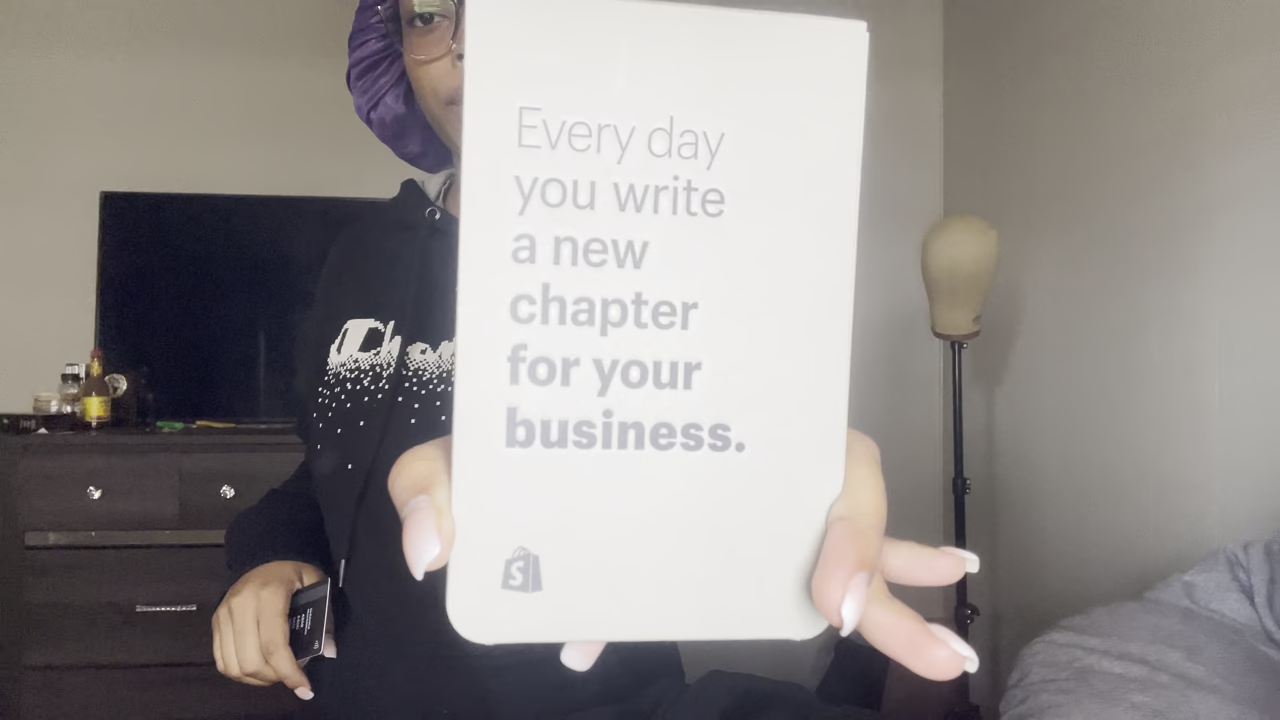 Every day
you write
a new
chapter
for your
business.